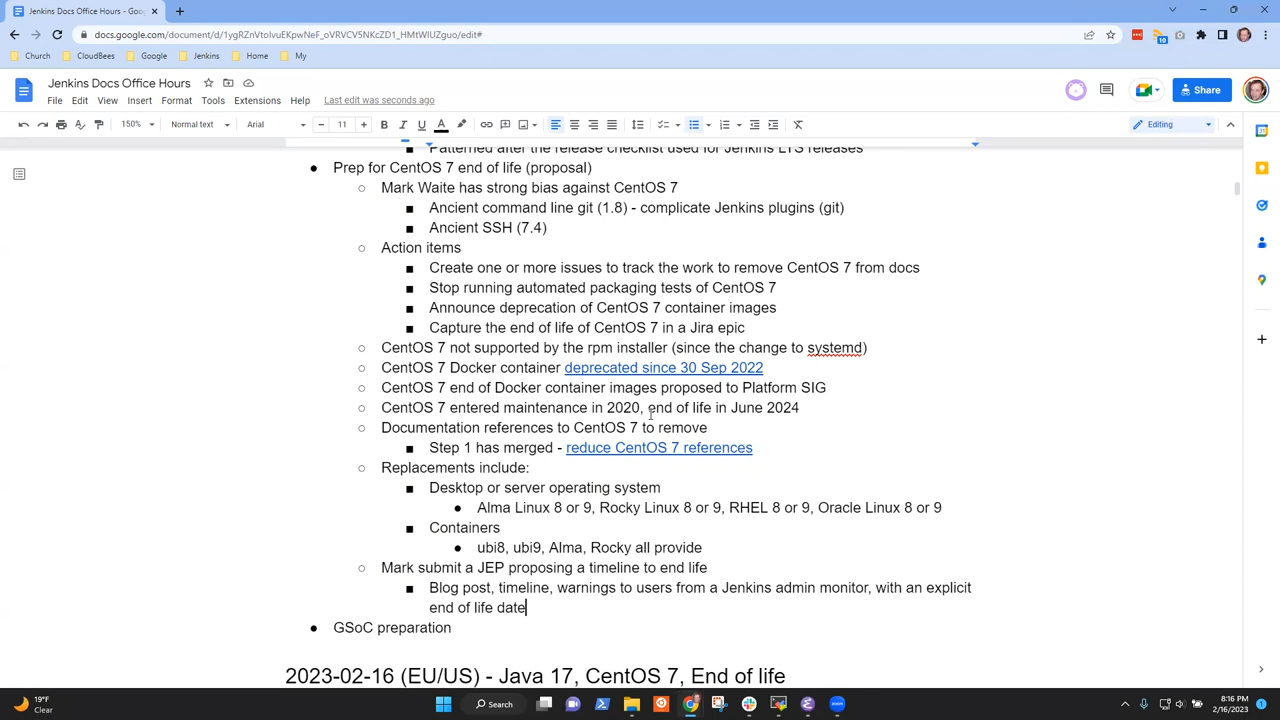 Jenkins Docs Office Hours - Goo
docs.google.com/document/d/1ygRZnVtoIvuEKpwNeF_oVRVCV5NKcZD1_HMtWIUZguo/edit#
Church
CloudBees
Google
Jenkins
Home
My
Jenkins Docs Office Hours
File Edit View Insert Format Tools Extensions Help Last edit was seconds ago
Share
150% Normal text Arial 11 Editing
Patterned after the release checklist used for Jenkins LTS releases
Prep for CentOS 7 end of life (proposal)
Mark Waite has strong bias against CentOS 7
Ancient command line git (1.8) - complicate Jenkins plugins (git)
Ancient SSH (7.4)
Action items
Create one or more issues to track the work to remove CentOS 7 from docs
Stop running automated packaging tests of CentOS 7
Announce deprecation of CentOS 7 container images
Capture the end of life of CentOS 7 in a Jira epic
CentOS 7 not supported by the rpm installer (since the change to systemd)
CentOS 7 Docker container deprecated since 30 Sep 2022
CentOS 7 end of Docker container images proposed to Platform SIG
CentOS 7 entered maintenance in 2020, end of life in June 2024
Documentation references to CentOS 7 to remove
Step 1 has merged - reduce CentOS 7 references
Replacements include:
Desktop or server operating system
Alma Linux 8 or 9, Rocky Linux 8 or 9, RHEL 8 or 9, Oracle Linux 8 or 9
Containers
ubi8, ubi9, Alma, Rocky all provide
Mark submit a JEP proposing a timeline to end life
Blog post, timeline, warnings to users from a Jenkins admin monitor, with an explicit
end of life date
GSoC preparation
2023-02-16 (EU/US) - Java 17, CentOS 7, End of life
19°F
Clear
Search
8:16 PM
2/16/2023